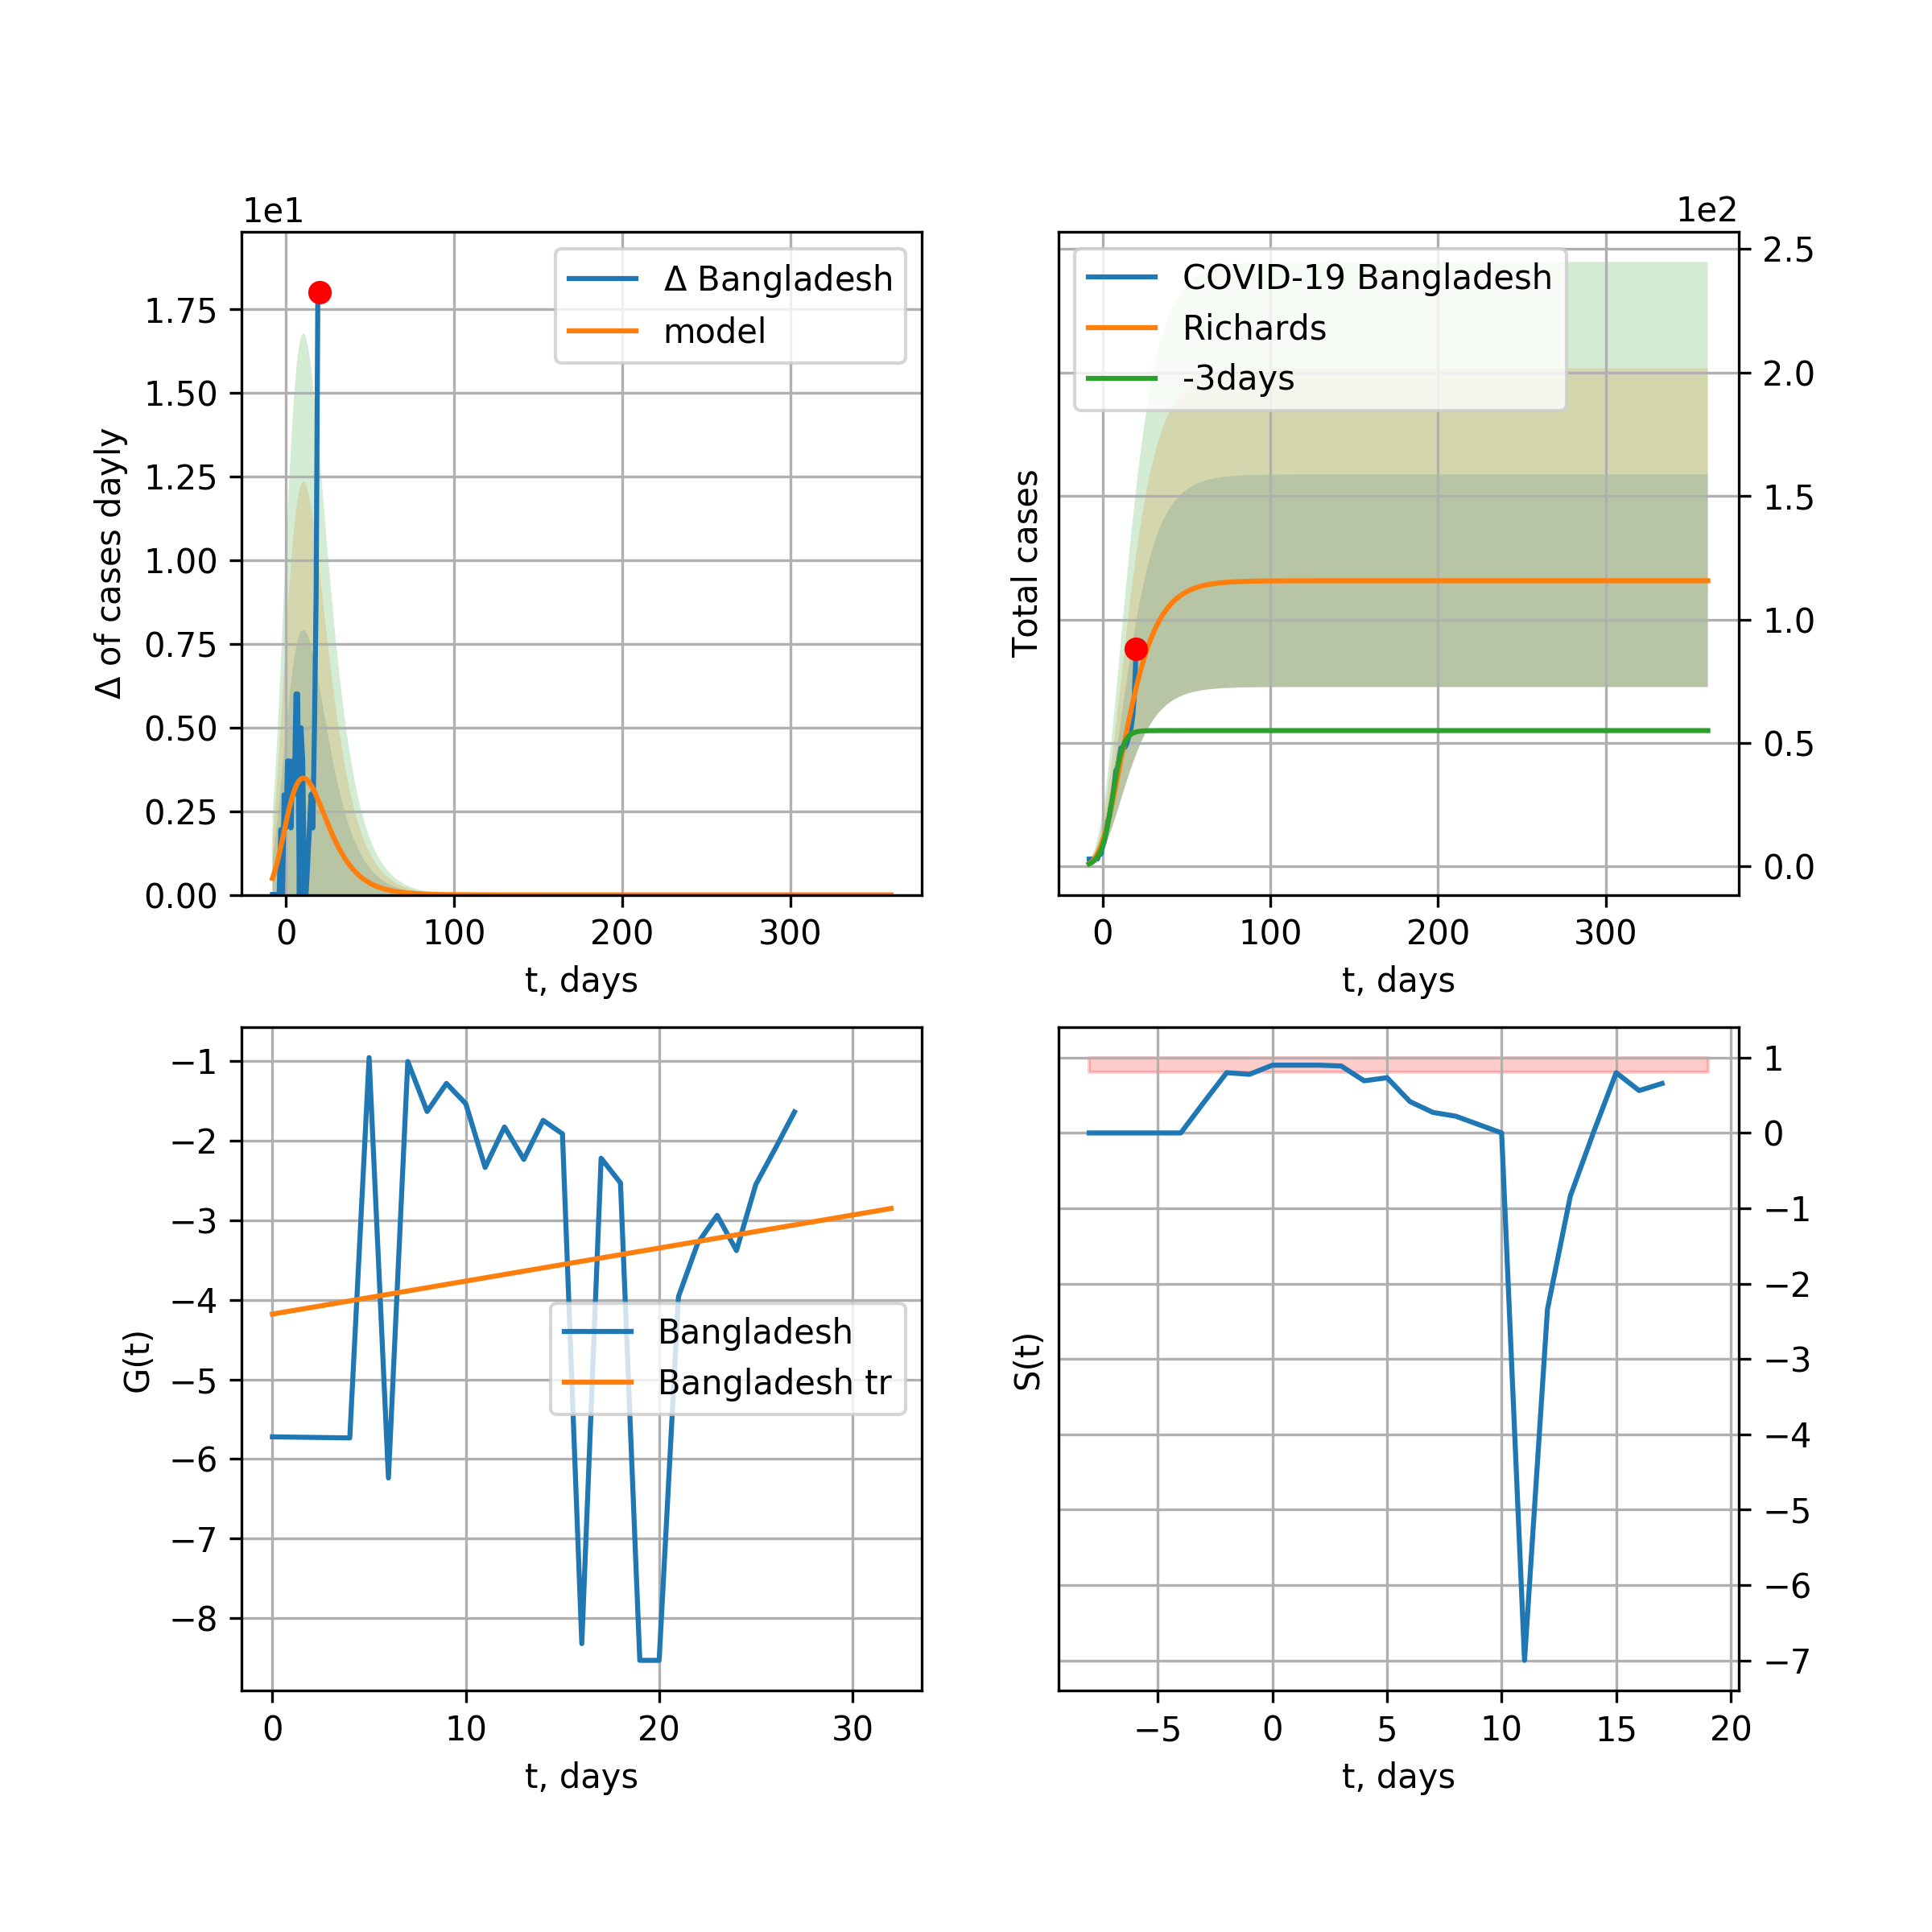 1e1
Δ Bangladesh
model
1.75
1.50
1.25
1.00
0.75
0.50
0.25
0.00
Δ of cases dayly
0 100 200 300
t, days
1e2
COVID-19 Bangladesh
Richards
-3days
2.5
2.0
1.5
1.0
0.5
0.0
Total cases
0 100 200 300
t, days
−1
−2
−3
−4
−5
−6
−7
−8
G(t)
Bangladesh
Bangladesh tr
0 10 20 30
t, days
1
0
−1
−2
−3
−4
−5
−6
−7
S(t)
−5 0 5 10 15 20
t, days